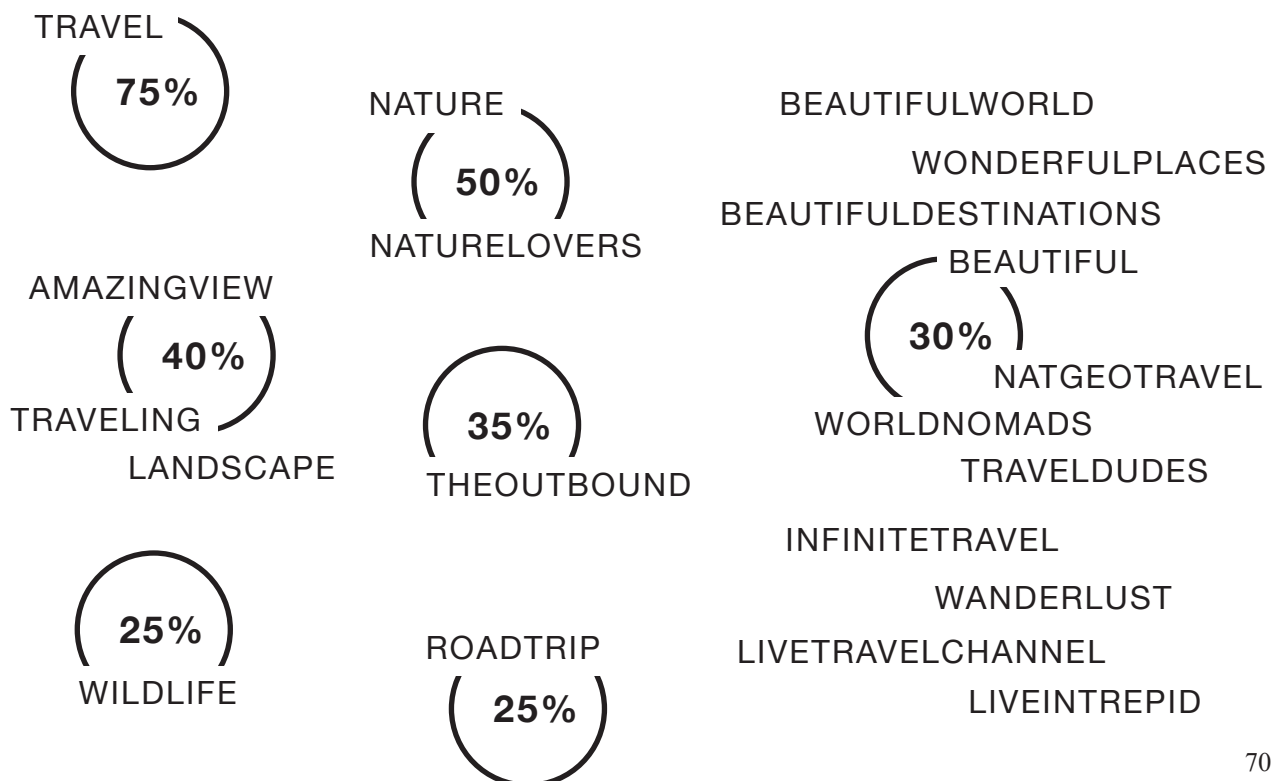 TRAVEL
75%
NATURE
50%
NATURELOVERS
AMAZINGVIEW
40%
TRAVELING
LANDSCAPE
35%
THEOUTBOUND
25%
WILDLIFE
ROADTRIP
25%
BEAUTIFULWORLD
WONDERFULPLACES
BEAUTIFULDESTINATIONS
BEAUTIFUL
30%
NATGEOTRAVEL
WORLDNOMADS
TRAVELDUDES
INFINITETRAVEL
WANDERLUST
LIVETRAVELCHANNEL
LIVEINTREPID
70